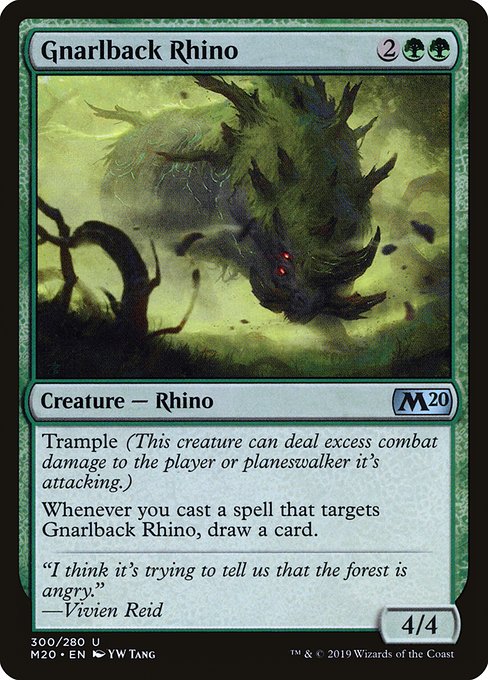 Gnarlback Rhino 2
Creature — Rhino M20
Trample (This creature can deal excess combat
damage to the player or planeswalker it's
attacking.)
Whenever you cast a spell that targets
Gnarlback Rhino, draw a card.
“I think it's trying to tell us that the forest is
angry.”
—Vivien Reid
4/4
300/280 U
M20 • EN YW Tang ™ & © 2019 Wizards of the Coast